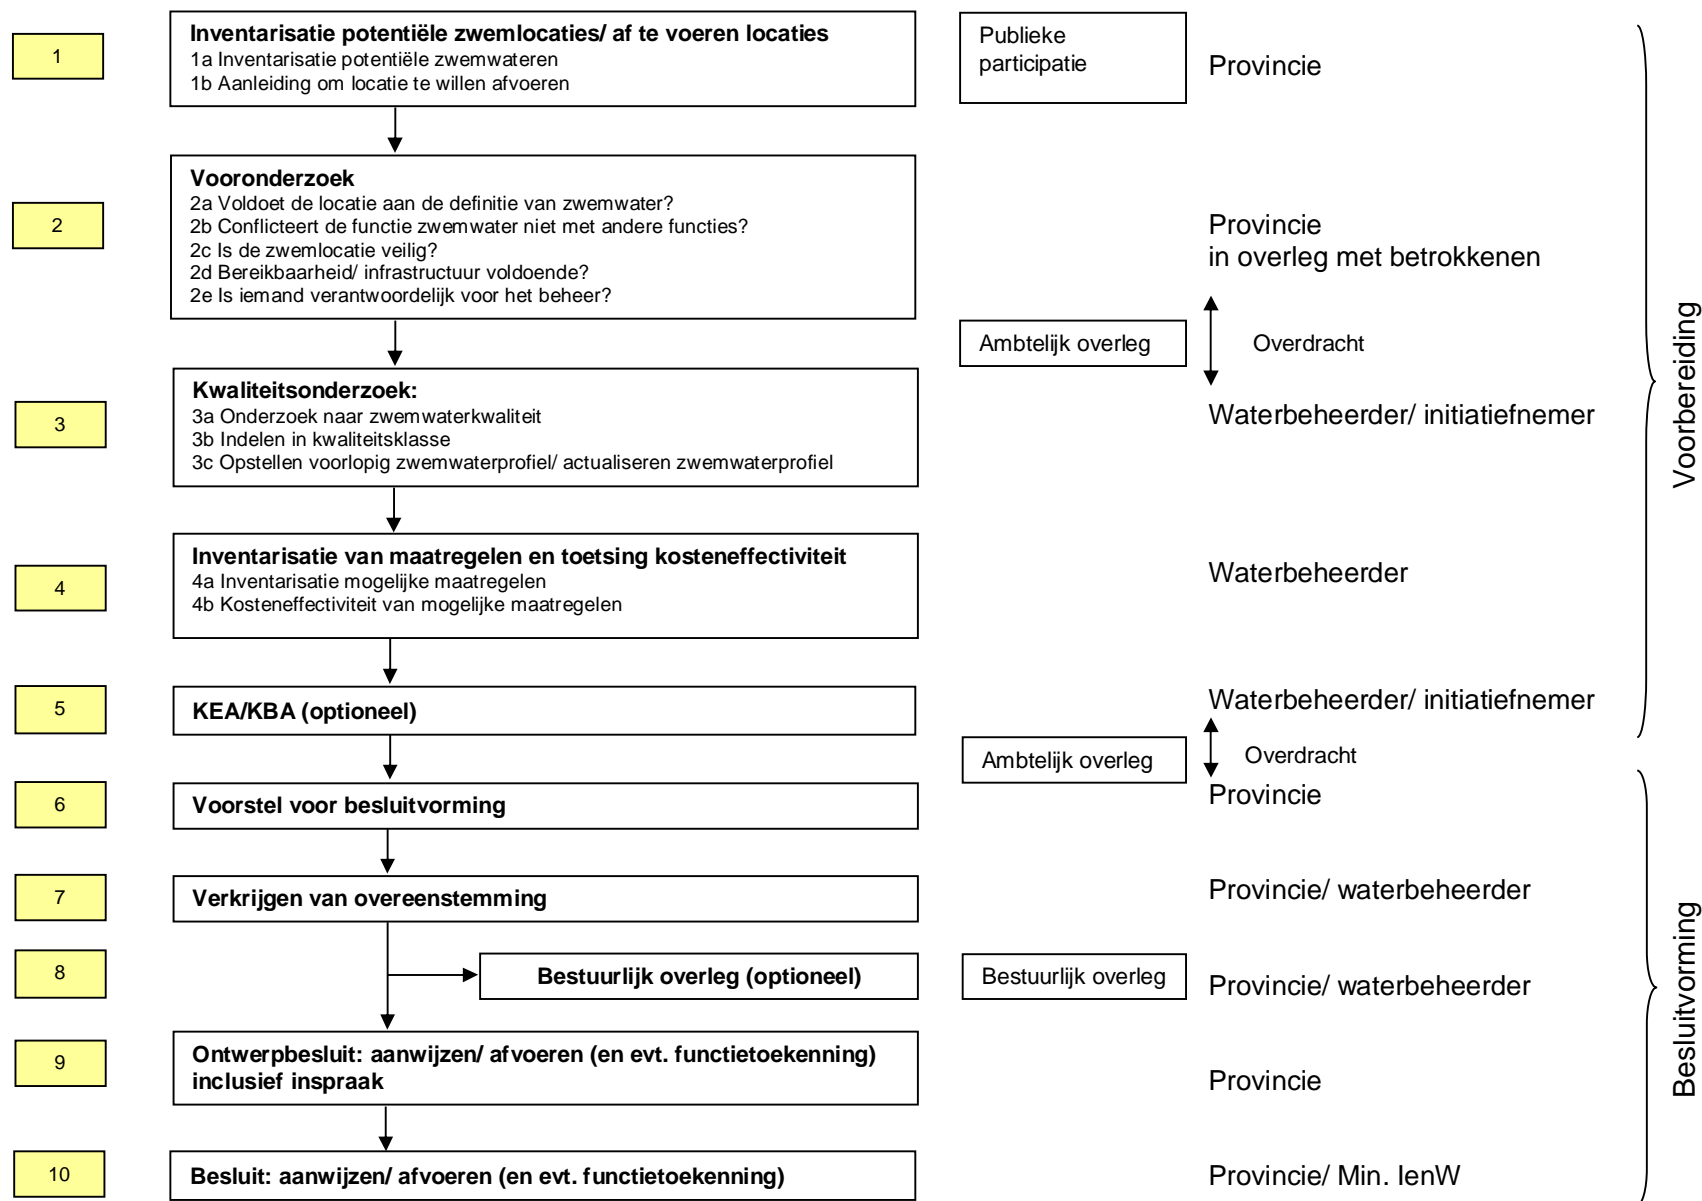 1
Inventarisatie potentiële zwemlocaties/ af te voeren locaties
1a Inventarisatie potentiële zwemwateren
1b Aanleiding om locatie te willen afvoeren
Publieke
participatie
Provincie
2
Vooronderzoek
2a Voldoet de locatie aan de definitie van zwemwater?
2b Conflicteert de functie zwemwater niet met andere functies?
2c Is de zwemlocatie veilig?
2d Bereikbaarheid/ infrastructuur voldoende?
2e Is iemand verantwoordelijk voor het beheer?
Provincie
in overleg met betrokkenen
Ambtelijk overleg
Overdracht
3
Kwaliteitsonderzoek:
3a Onderzoek naar zwemwaterkwaliteit
3b Indelen in kwaliteitsklasse
3c Opstellen voorlopig zwemwaterprofiel/ actualiseren zwemwaterprofiel
Waterbeheerder/ initiatiefnemer
Voorbereiding
4
Inventarisatie van maatregelen en toetsing kosteneffectiviteit
4a Inventarisatie mogelijke maatregelen
4b Kosteneffectiviteit van mogelijke maatregelen
Waterbeheerder
5
KEA/KBA (optioneel)
Waterbeheerder/ initiatiefnemer
Ambtelijk overleg
Overdracht
6
Voorstel voor besluitvorming
Provincie
7
Verkrijgen van overeenstemming
Provincie/ waterbeheerder
8
Bestuurlijk overleg (optioneel)
Bestuurlijk overleg
Provincie/ waterbeheerder
Besluitvorming
9
Ontwerpbesluit: aanwijzen/ afvoeren (en evt. functietoekenning)
inclusief inspraak
Provincie
10
Besluit: aanwijzen/ afvoeren (en evt. functietoekenning)
Provincie/ Min. IenW